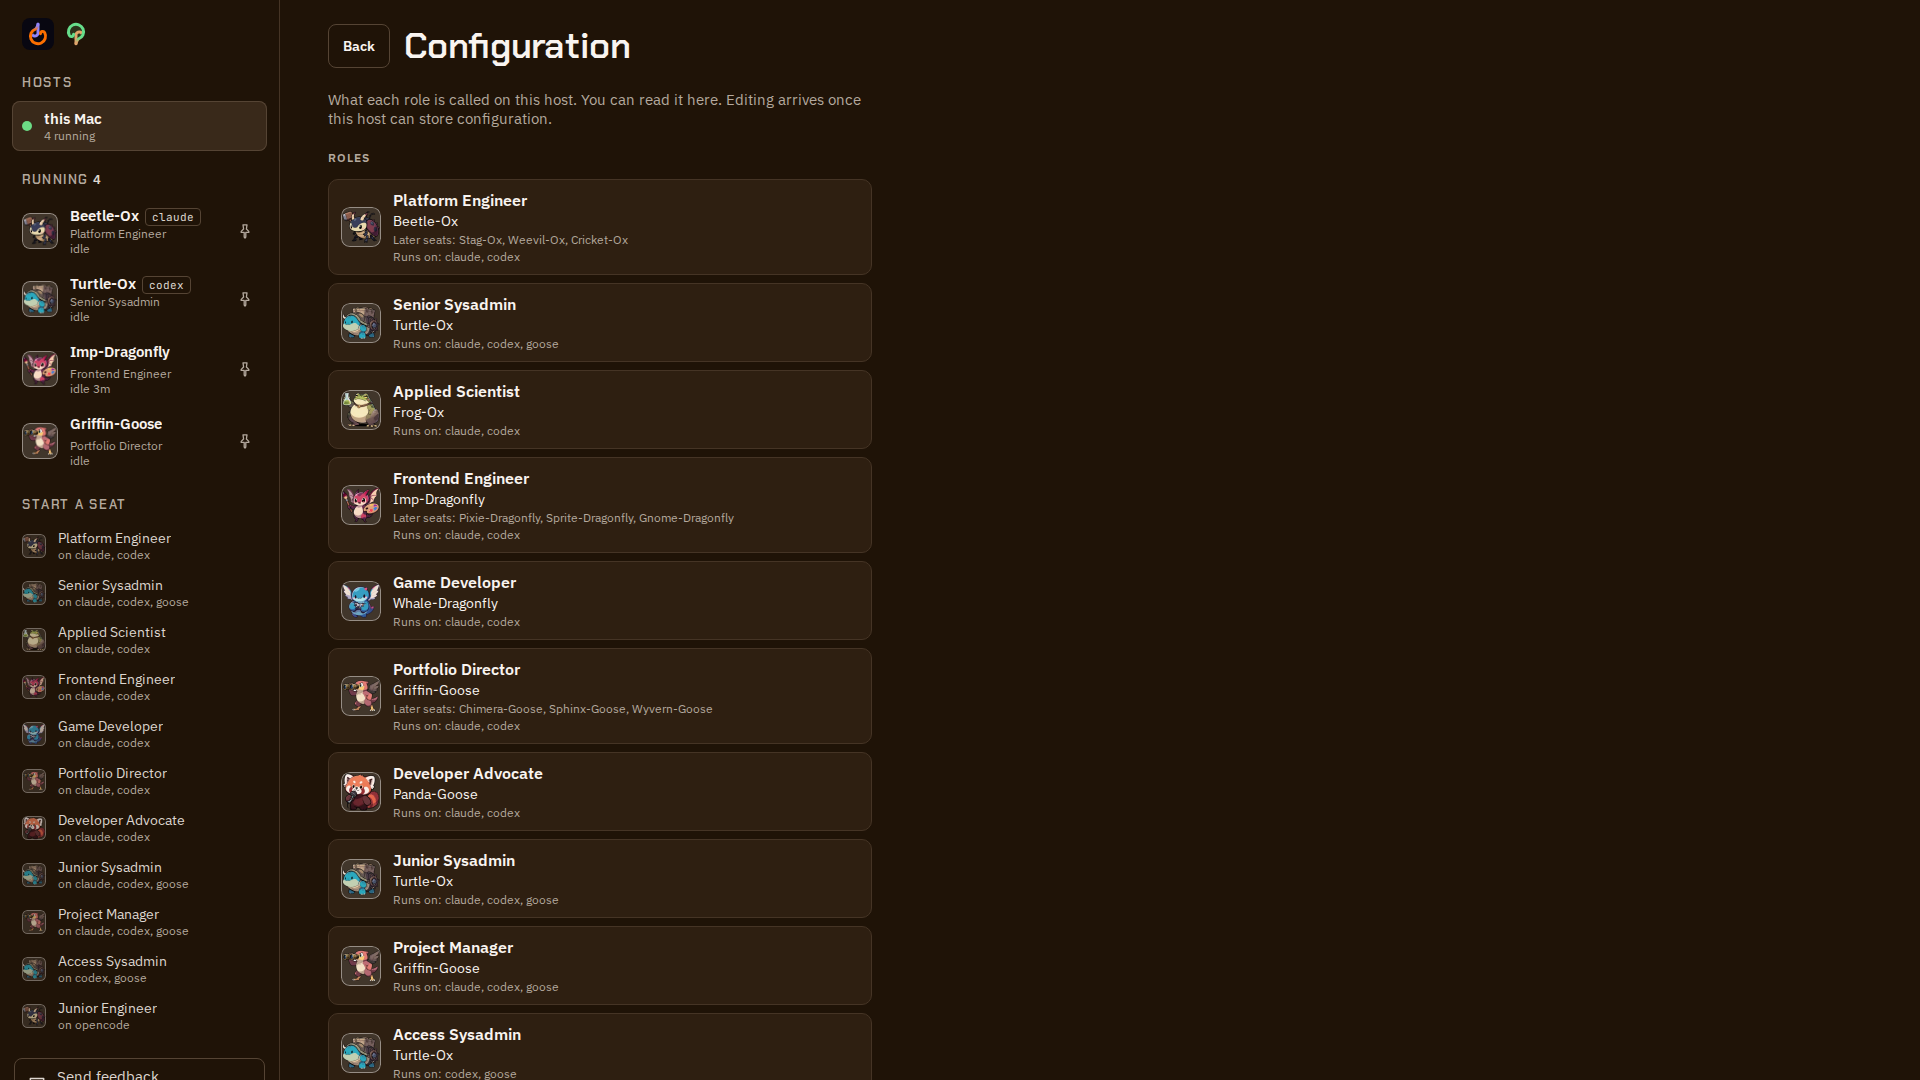 HOSTS
this Mac
4 running
RUNNING 4
Beetle-Ox claude
Platform Engineer
idle
Turtle-Ox codex
Senior Sysadmin
idle
Imp-Dragonfly
Frontend Engineer
idle 3m
Griffin-Goose
Portfolio Director
idle
START A SEAT
Platform Engineer
on claude, codex
Senior Sysadmin
on claude, codex, goose
Applied Scientist
on claude, codex
Frontend Engineer
on claude, codex
Game Developer
on claude, codex
Portfolio Director
on claude, codex
Developer Advocate
on claude, codex
Junior Sysadmin
on claude, codex, goose
Project Manager
on claude, codex, goose
Access Sysadmin
on codex, goose
Junior Engineer
on opencode
Send feedback
Back
Configuration
What each role is called on this host. You can read it here. Editing arrives once
this host can store configuration.
ROLES
Platform Engineer
Beetle-Ox
Later seats: Stag-Ox, Weevil-Ox, Cricket-Ox
Runs on: claude, codex
Senior Sysadmin
Turtle-Ox
Runs on: claude, codex, goose
Applied Scientist
Frog-Ox
Runs on: claude, codex
Frontend Engineer
Imp-Dragonfly
Later seats: Pixie-Dragonfly, Sprite-Dragonfly, Gnome-Dragonfly
Runs on: claude, codex
Game Developer
Whale-Dragonfly
Runs on: claude, codex
Portfolio Director
Griffin-Goose
Later seats: Chimera-Goose, Sphinx-Goose, Wyvern-Goose
Runs on: claude, codex
Developer Advocate
Panda-Goose
Runs on: claude, codex
Junior Sysadmin
Turtle-Ox
Runs on: claude, codex, goose
Project Manager
Griffin-Goose
Runs on: claude, codex, goose
Access Sysadmin
Turtle-Ox
Runs on: codex, goose